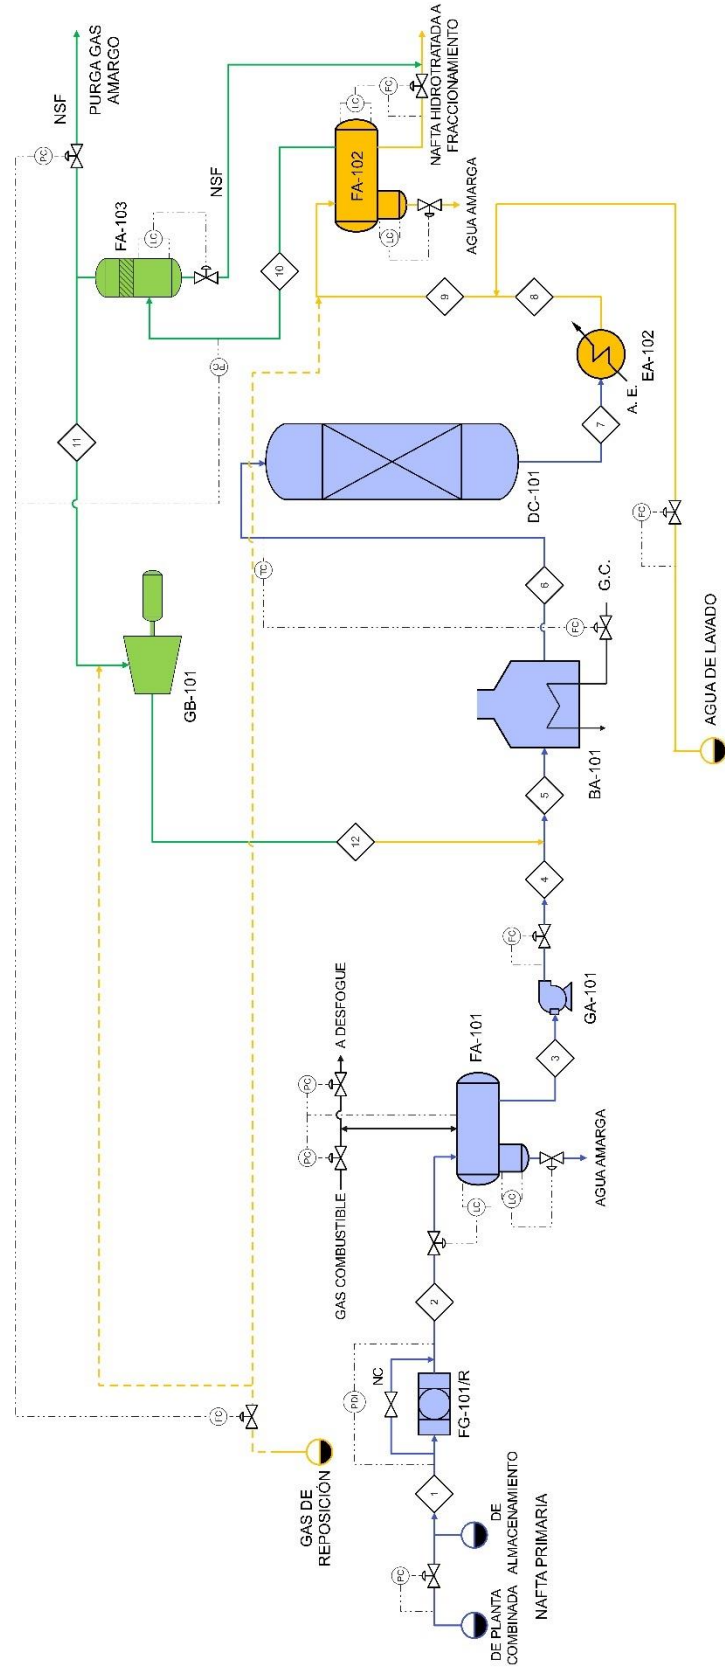 NSF
PURGA GAS
AMARGO
PC
FA-103
LC
NSF
LC
FC
NAFTA HIDROTRATADA A
FRACCIONAMIENTO
FA-102
LC
AGUA AMARGA
10
11
9
8
EA-102
A. E.
7
DC-101
GB-101
TC
6
FC
G.C.
BA-101
5
12
4
FC
AGUA DE LAVADO
FC
GA-101
3
FA-101
A DESFOGUE
PC
PC
GAS COMBUSTIBLE
LC
LC
AGUA AMARGA
2
NC
PDI
FG-101/R
1
FC
GAS DE
REPOSICIÓN
PC
DE PLANTA
COMBINADA
DE
ALMACENAMIENTO
NAFTA PRIMARIA